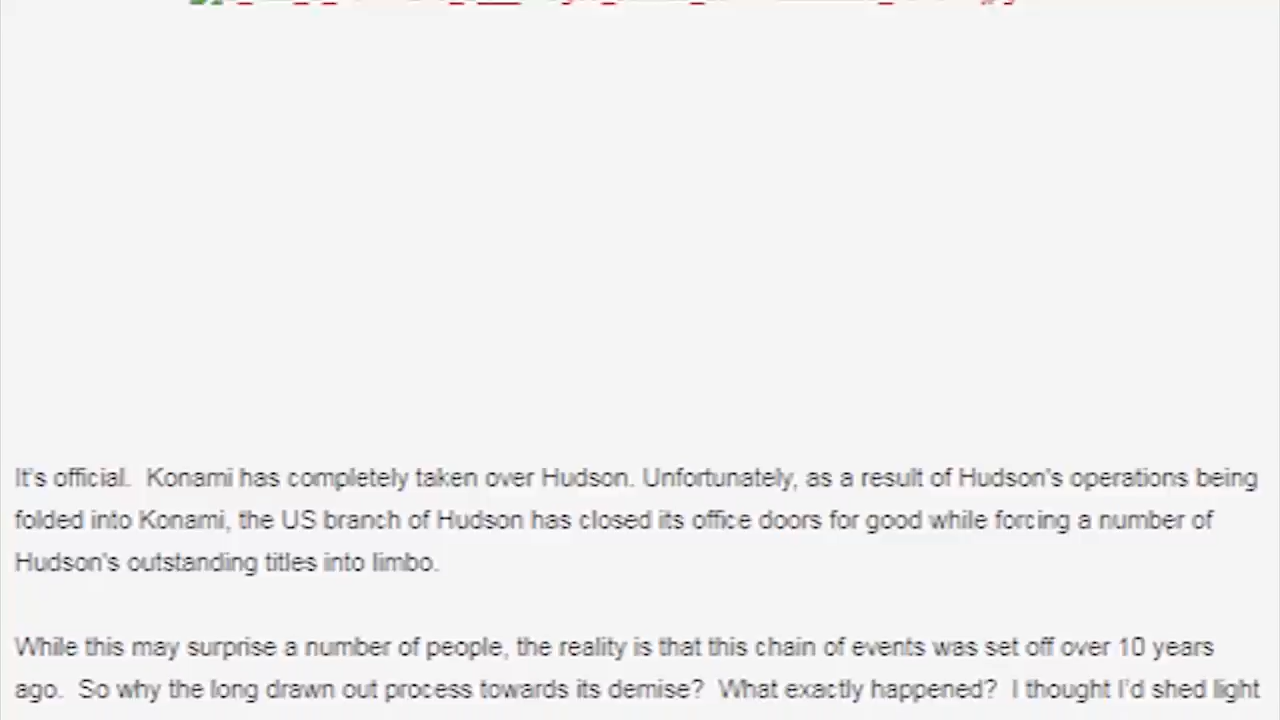 It's official.  Konami has completely taken over Hudson. Unfortunately, as a result of Hudson's operations being
folded into Konami, the US branch of Hudson has closed its office doors for good while forcing a number of
Hudson's outstanding titles into limbo.
While this may surprise a number of people, the reality is that this chain of events was set off over 10 years
ago.  So why the long drawn out process towards its demise?  What exactly happened?  I thought I'd shed light